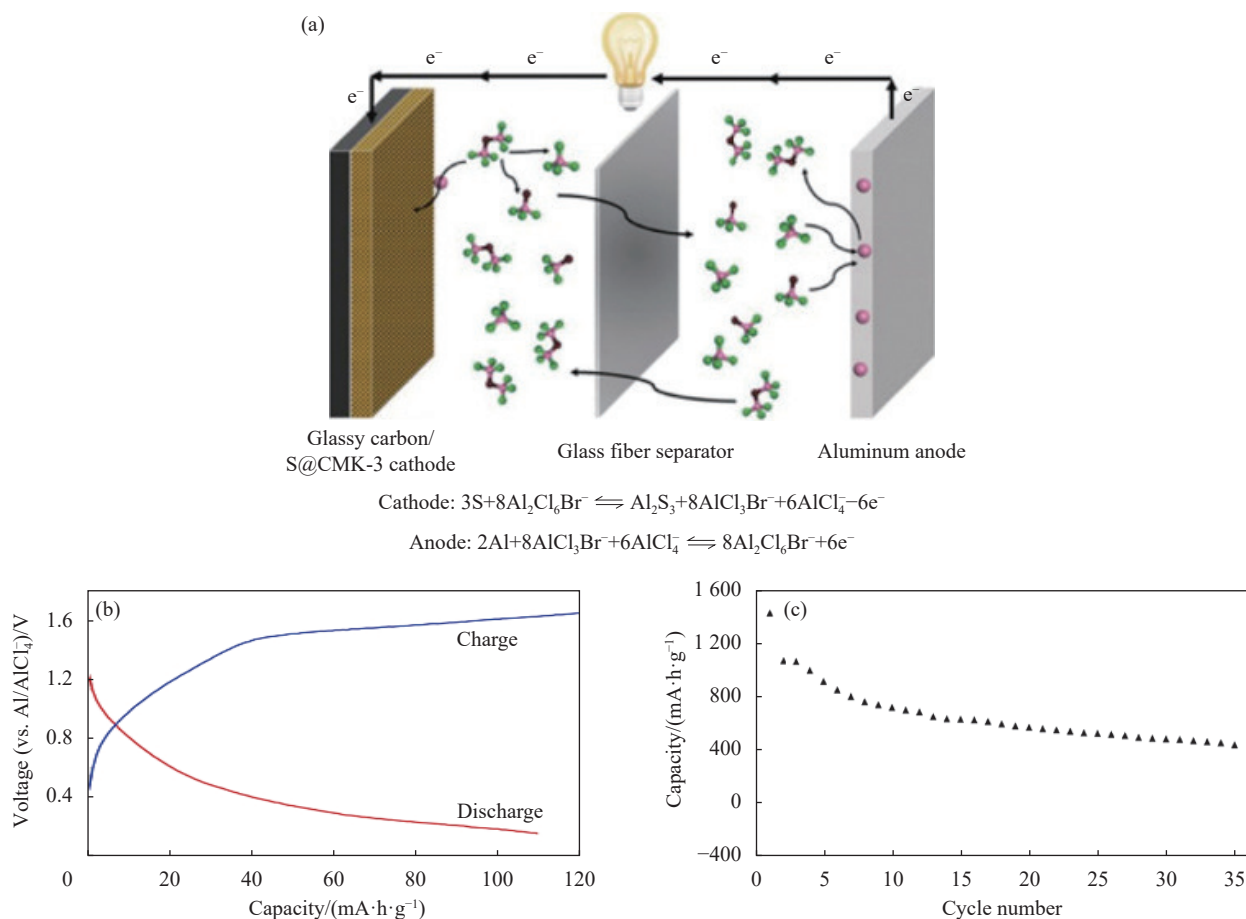 (a)
e⁻ e⁻ e⁻ e⁻
e⁻ e⁻
Glassy carbon/
S@CMK-3 cathode
Glass fiber separator
Aluminum anode
Cathode: 3S+8Al₂Cl₆Br⁻ ⇌ Al₂S₃+8AlCl₃Br⁻+6AlCl₄⁻−6e⁻
Anode: 2Al+8AlCl₃Br⁻+6AlCl₄⁻ ⇌ 8Al₂Cl₆Br⁻+6e⁻
(b)
Voltage (vs. Al/AlCl₄⁻)/V
1.6
1.2
0.8
0.4
Charge
Discharge
0 20 40 60 80 100 120
Capacity/(mA·h·g⁻¹)
(c)
Capacity/(mA·h·g⁻¹)
1 600
1 200
800
400
0
−400
0 5 10 15 20 25 30 35
Cycle number